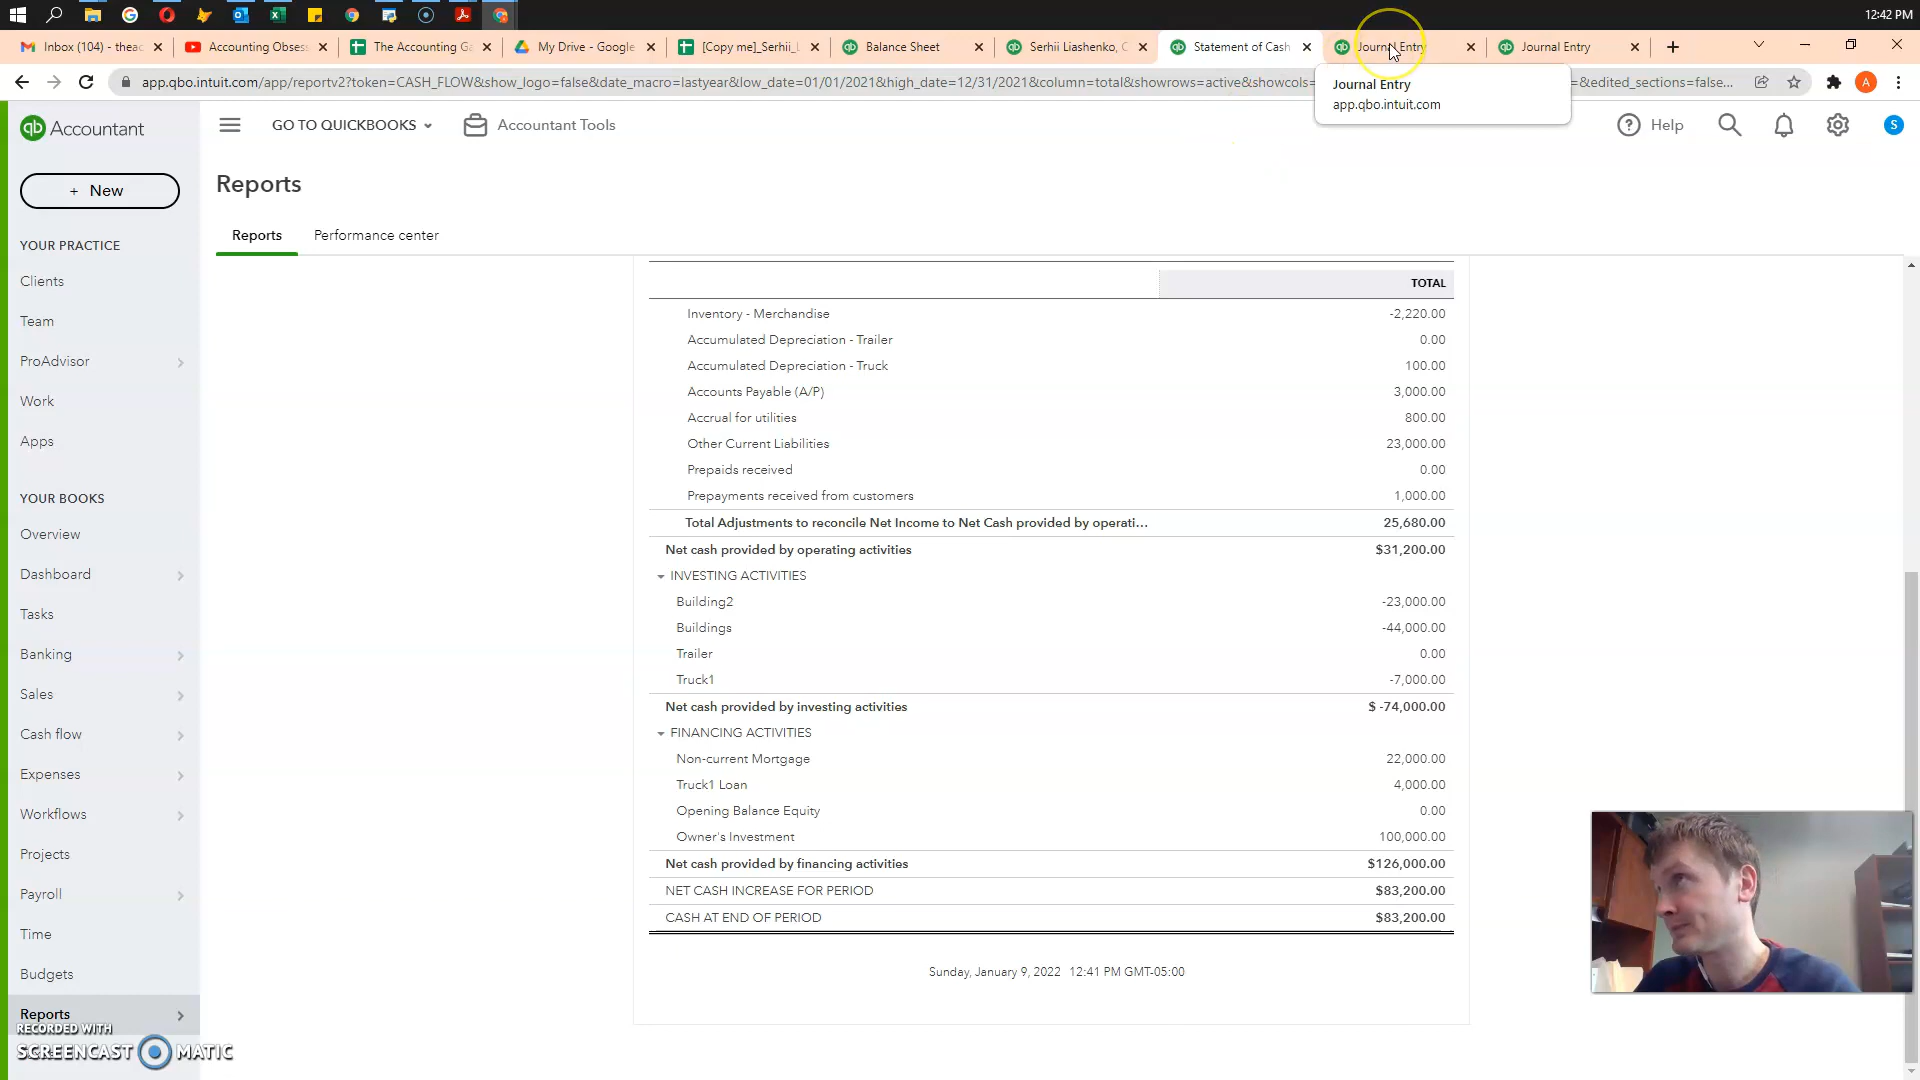 12:42 PM
Inbox (104) - theac
Accounting Obsess
The Accounting Ga
My Drive - Google
[Copy me]_Serhii_L
Balance Sheet
Serhii Liashenko, C
Statement of Cash
Journal Entry
Journal Entry
app.qbo.intuit.com/app/reportv2?token=CASH_FLOW&show_logo=false&date_macro=lastyear&low_date=01/01/2021&high_date=12/31/2021&column=total&showrows=active&showcols=
=&edited_sections=false...
A
Journal Entry
app.qbo.intuit.com
qb Accountant
GO TO QUICKBOOKS
Accountant Tools
Help
S
+ New
Reports
Reports
Performance center
YOUR PRACTICE
Clients
Team
ProAdvisor
Work
Apps
YOUR BOOKS
Overview
Dashboard
Tasks
Banking
Sales
Cash flow
Expenses
Workflows
Projects
Payroll
Time
Budgets
Reports
TOTAL
Inventory - Merchandise -2,220.00
Accumulated Depreciation - Trailer 0.00
Accumulated Depreciation - Truck 100.00
Accounts Payable (A/P) 3,000.00
Accrual for utilities 800.00
Other Current Liabilities 23,000.00
Prepaids received 0.00
Prepayments received from customers 1,000.00
Total Adjustments to reconcile Net Income to Net Cash provided by operati... 25,680.00
Net cash provided by operating activities $31,200.00
INVESTING ACTIVITIES
Building2 -23,000.00
Buildings -44,000.00
Trailer 0.00
Truck1 -7,000.00
Net cash provided by investing activities $ -74,000.00
FINANCING ACTIVITIES
Non-current Mortgage 22,000.00
Truck1 Loan 4,000.00
Opening Balance Equity 0.00
Owner's Investment 100,000.00
Net cash provided by financing activities $126,000.00
NET CASH INCREASE FOR PERIOD $83,200.00
CASH AT END OF PERIOD $83,200.00
Sunday, January 9, 2022 12:41 PM GMT-05:00
RECORDED WITH
SCREENCAST MATIC